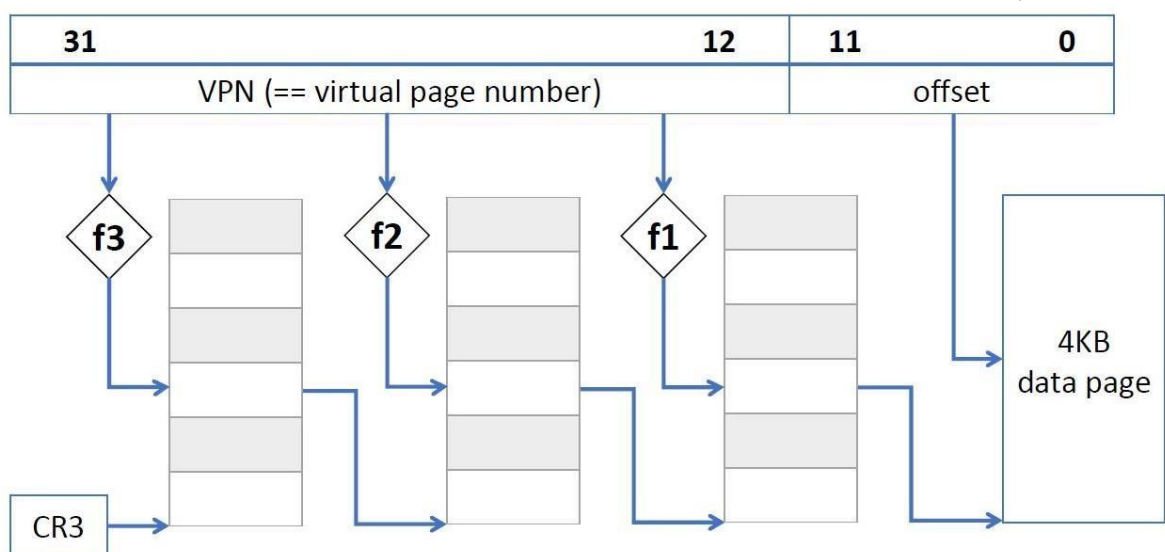 31 12 11 0
VPN (== virtual page number) offset
f3 f2 f1
4KB
data page
CR3